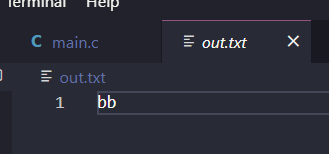 Terminal Help
C main.c out.txt ×
out.txt
1 bb